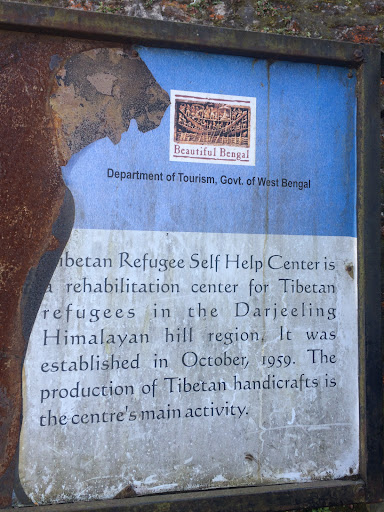 Beautiful Bengal
Department of Tourism, Govt. of West Bengal
Tibetan Refugee Self Help Center is
a rehabilitation center for Tibetan
refugees in the Darjeeling
Himalayan hill region. It was
established in October, 1959. The
production of Tibetan handicrafts is
the centre's main activity.